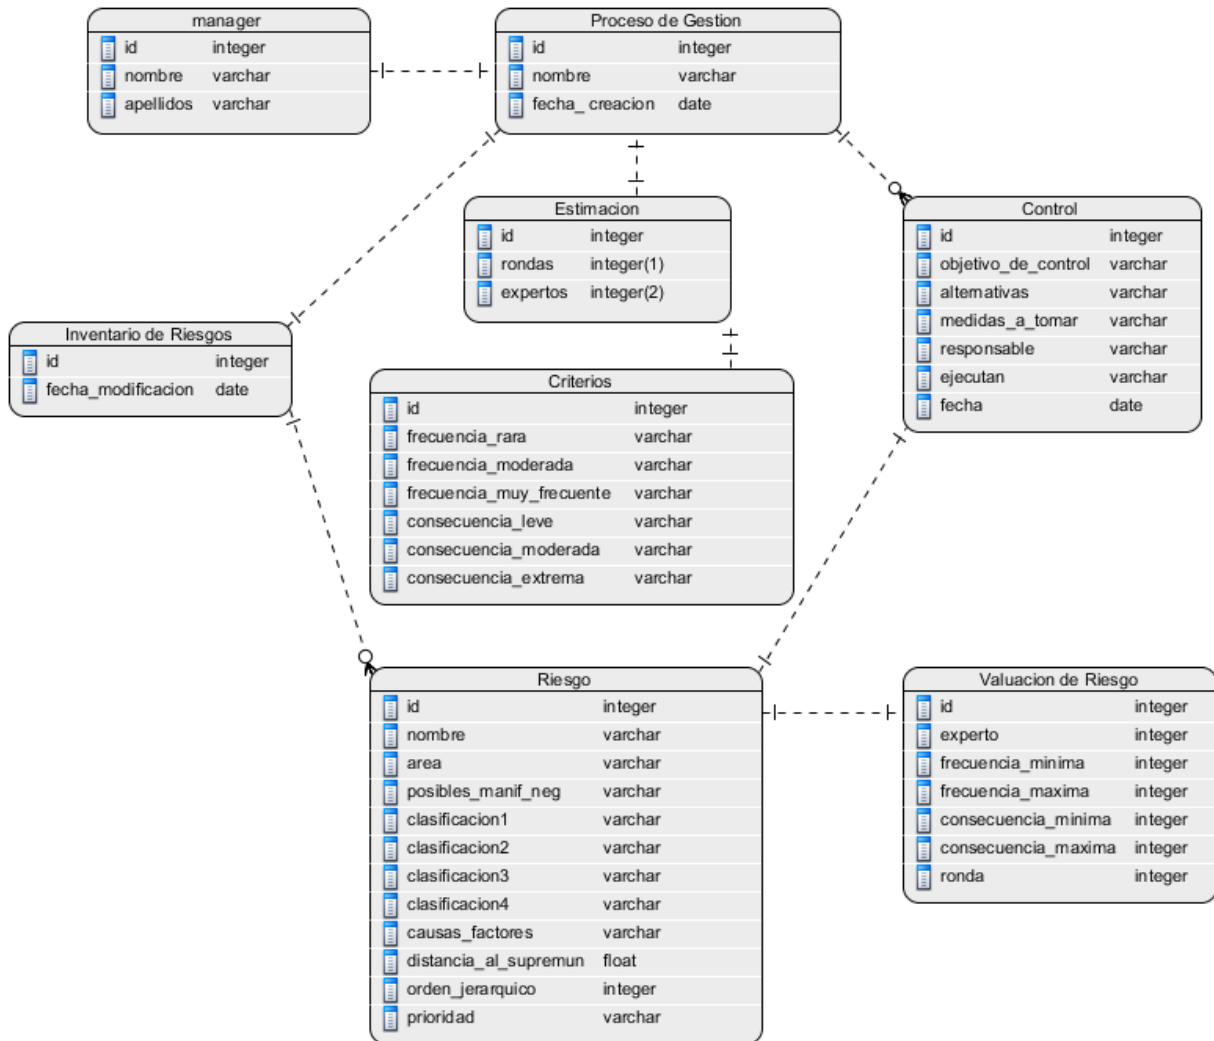 manager
id integer
nombre varchar
apellidos varchar
Proceso de Gestion
id integer
nombre varchar
fecha_ creacion date
Estimacion
id integer
rondas integer(1)
expertos integer(2)
Control
id integer
objetivo_de_control varchar
alternativas varchar
medidas_a_tomar varchar
responsable varchar
ejecutan varchar
fecha date
Inventario de Riesgos
id integer
fecha_modificacion date
Criterios
id integer
frecuencia_rara varchar
frecuencia_moderada varchar
frecuencia_muy_frecuente varchar
consecuencia_leve varchar
consecuencia_moderada varchar
consecuencia_extrema varchar
Riesgo
id integer
nombre varchar
area varchar
posibles_manif_neg varchar
clasificacion1 varchar
clasificacion2 varchar
clasificacion3 varchar
clasificacion4 varchar
causas_factores varchar
distancia_al_supremun float
orden_jerarquico integer
prioridad varchar
Valuacion de Riesgo
id integer
experto integer
frecuencia_minima integer
frecuencia_maxima integer
consecuencia_minima integer
consecuencia_maxima integer
ronda integer